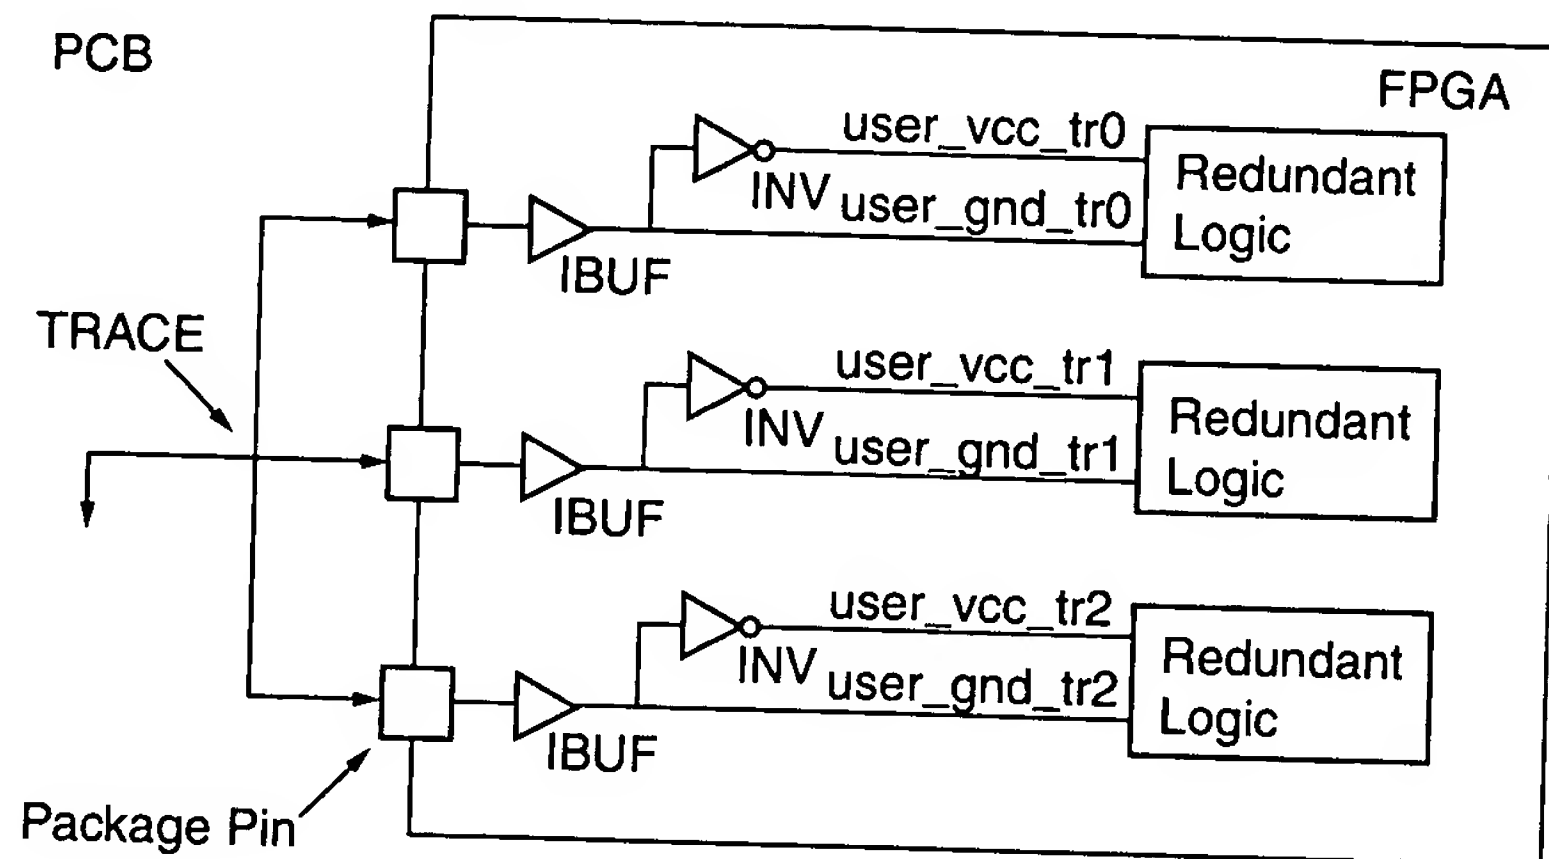 PCB
FPGA
user_vcc_tr0
INV
user_gnd_tr0
Redundant
Logic
IBUF
TRACE
user_vcc_tr1
INV
user_gnd_tr1
Redundant
Logic
IBUF
user_vcc_tr2
INV
user_gnd_tr2
Redundant
Logic
IBUF
Package Pin